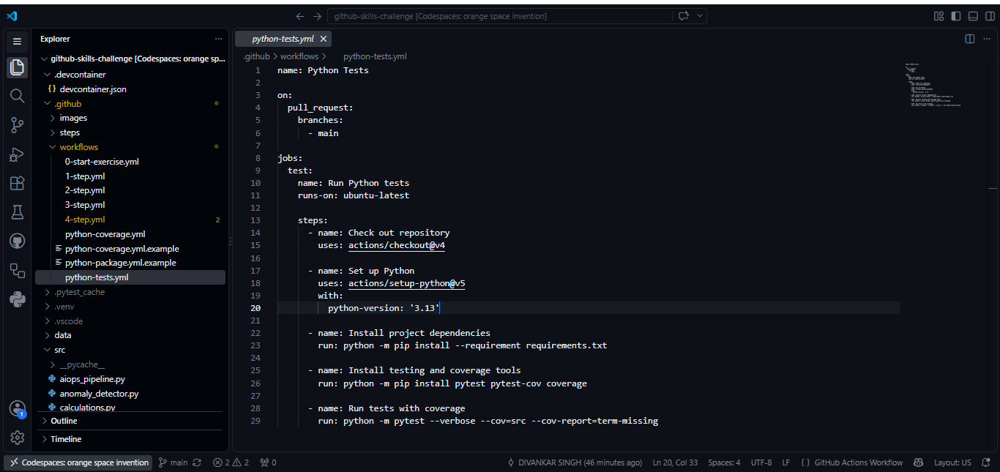 github-skills-challenge [Codespaces: orange space invention]
Explorer
github-skills-challenge [Codespaces: orange sp...
.devcontainer
{} devcontainer.json
.github
images
steps
workflows
0-start-exercise.yml
1-step.yml
2-step.yml
3-step.yml
4-step.yml 2
python-coverage.yml
python-coverage.yml.example
python-package.yml.example
python-tests.yml
.pytest_cache
.venv
.vscode
data
src
__pycache__
aiops_pipeline.py
anomaly_detector.py
calculations.py
Outline
Timeline
1
python-tests.yml
.github > workflows > python-tests.yml
1 name: Python Tests
2
3 on:
4   pull_request:
5     branches:
6       - main
7
8 jobs:
9   test:
10     name: Run Python tests
11     runs-on: ubuntu-latest
12
13     steps:
14       - name: Check out repository
15         uses: actions/checkout@v4
16
17       - name: Set up Python
18         uses: actions/setup-python@v5
19         with:
20           python-version: '3.13'
21
22       - name: Install project dependencies
23         run: python -m pip install --requirement requirements.txt
24
25       - name: Install testing and coverage tools
26         run: python -m pip install pytest pytest-cov coverage
27
28       - name: Run tests with coverage
29         run: python -m pytest --verbose --cov=src --cov-report=term-missing
Codespaces: orange space invention main 2 2 0 DIVANKAR SINGH (46 minutes ago) Ln 20, Col 33 Spaces: 4 UTF-8 LF {} GitHub Actions Workflow Layout: US